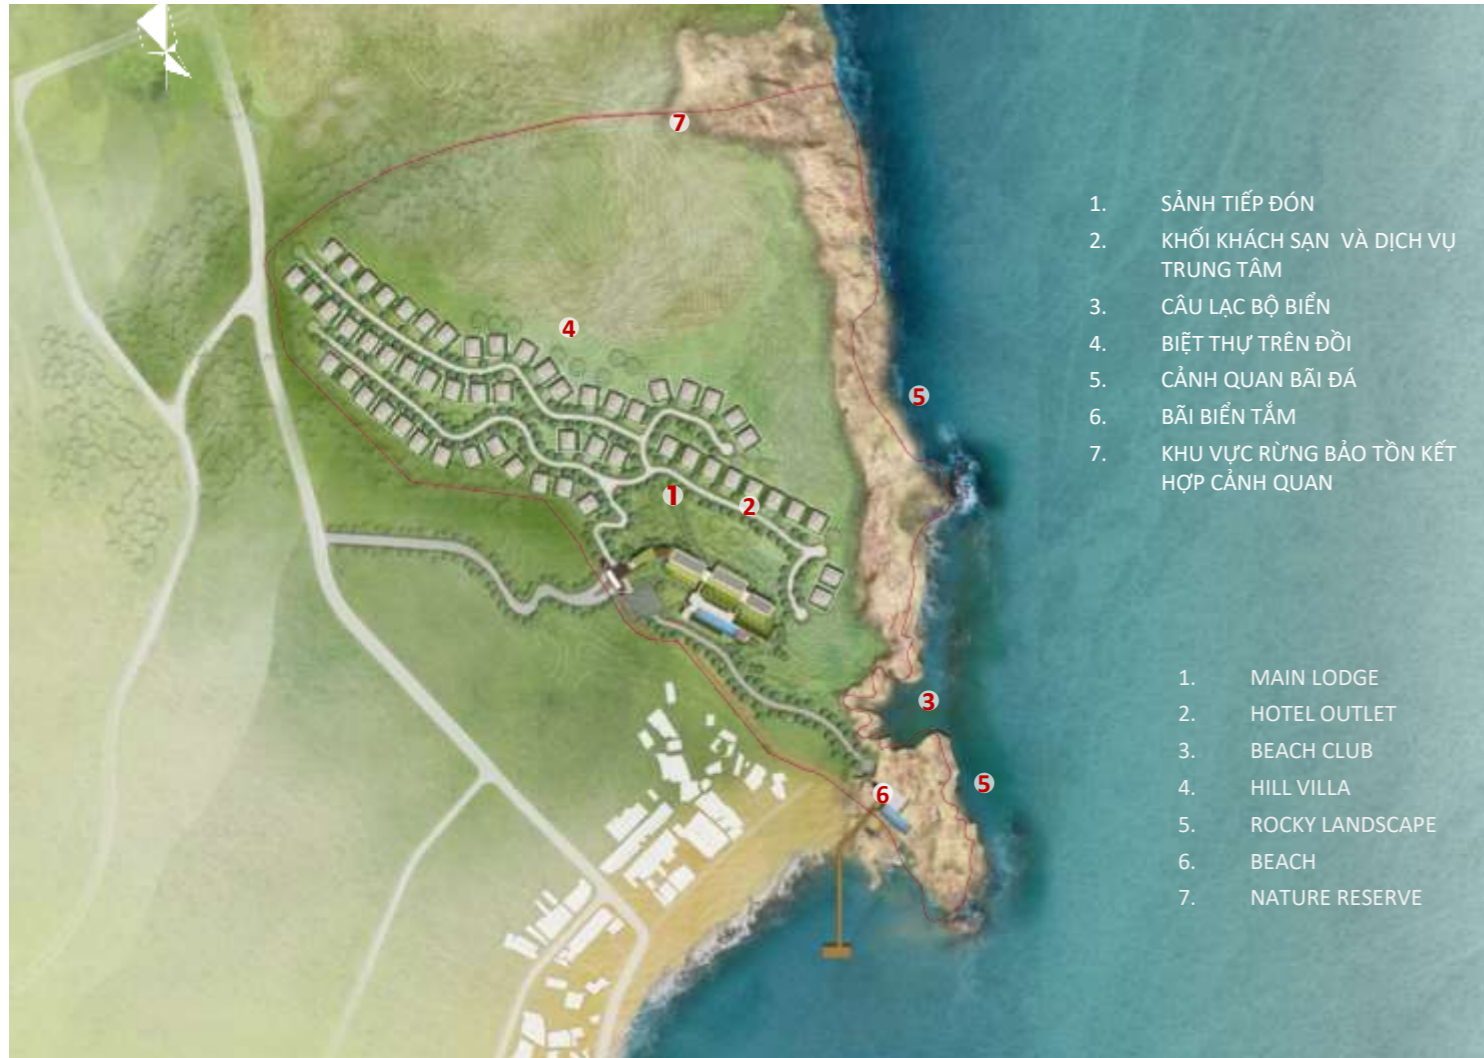 7
4
5
1
2
3
5
6
1. SẢNH TIẾP ĐÓN
2. KHỐI KHÁCH SẠN VÀ DỊCH VỤ
TRUNG TÂM
3. CÂU LẠC BỘ BIỂN
4. BIỆT THỰ TRÊN ĐỒI
5. CẢNH QUAN BÃI ĐÁ
6. BÃI BIỂN TẮM
7. KHU VỰC RỪNG BẢO TỒN KẾT
HỢP CẢNH QUAN
1. MAIN LODGE
2. HOTEL OUTLET
3. BEACH CLUB
4. HILL VILLA
5. ROCKY LANDSCAPE
6. BEACH
7. NATURE RESERVE